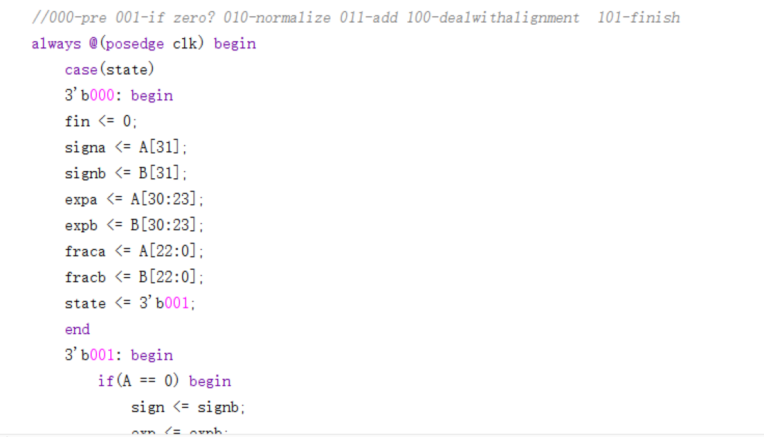 //000-pre 001-if zero? 010-normalize 011-add 100-dealwithalignment  101-finish
always @(posedge clk) begin
    case(state)
    3'b000: begin
    fin <= 0;
    signa <= A[31];
    signb <= B[31];
    expa <= A[30:23];
    expb <= B[30:23];
    fraca <= A[22:0];
    fracb <= B[22:0];
    state <= 3'b001;
    end
    3'b001: begin
        if(A == 0) begin
            sign <= signb;
            exp <= expb;